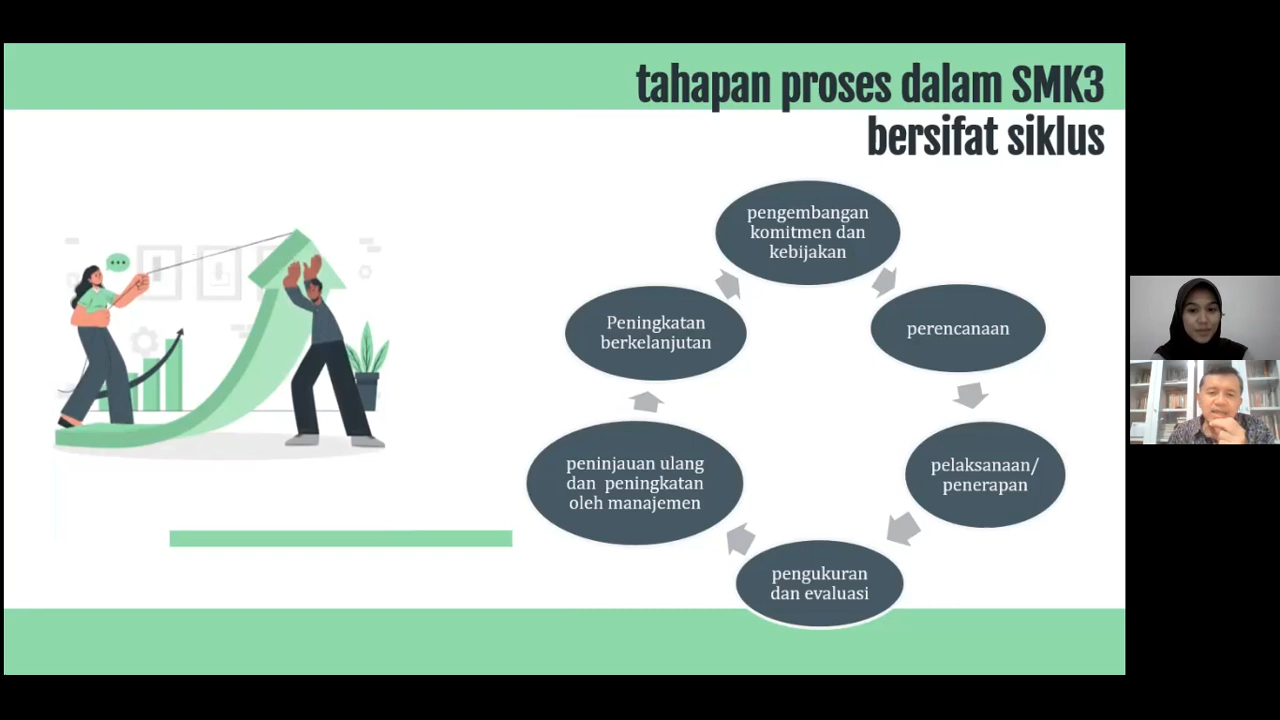 tahapan proses dalam SMK3
bersifat siklus
pengembangan
komitmen dan
kebijakan
perencanaan
pelaksanaan/
penerapan
pengukuran
dan evaluasi
peninjauan ulang
dan peningkatan
oleh manajemen
Peningkatan
berkelanjutan